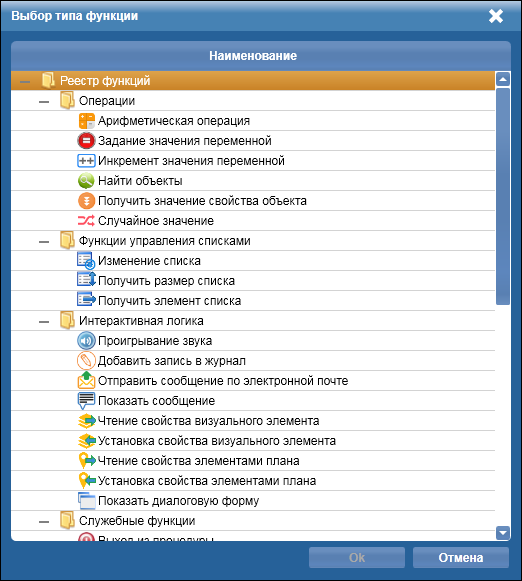 Выбор типа функции
Наименование
Реестр функций
Операции
Арифметическая операция
Задание значения переменной
Инкремент значения переменной
Найти объекты
Получить значение свойства объекта
Случайное значение
Функции управления списками
Изменение списка
Получить размер списка
Получить элемент списка
Интерактивная логика
Проигрывание звука
Добавить запись в журнал
Отправить сообщение по электронной почте
Показать сообщение
Чтение свойства визуального элемента
Установка свойства визуального элемента
Чтение свойства элементами плана
Установка свойства элементами плана
Показать диалоговую форму
Служебные функции
Выход из процедуры
Ok Отмена